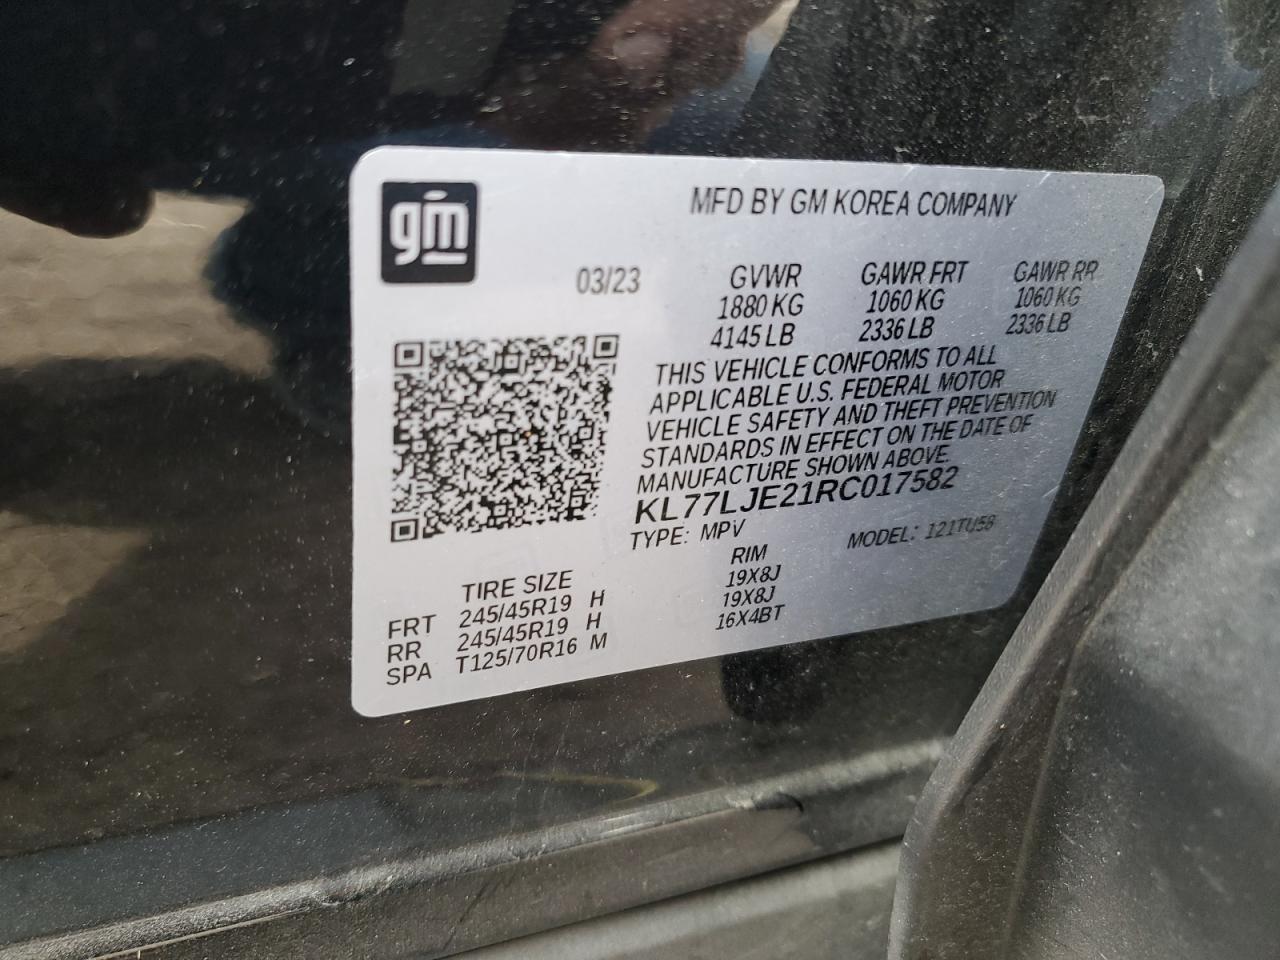 gm
MFD BY GM KOREA COMPANY
03/23
GVWR GAWR FRT GAWR RR
1880 KG 1060 KG 1060 KG
4145 LB 2336 LB 2336 LB
THIS VEHICLE CONFORMS TO ALL
APPLICABLE U.S. FEDERAL MOTOR
VEHICLE SAFETY AND THEFT PREVENTION
STANDARDS IN EFFECT ON THE DATE OF
MANUFACTURE SHOWN ABOVE.
KL77LJE21RC017582
TYPE: MPV MODEL: 121TU58
TIRE SIZE RIM
FRT 245/45R19 H 19X8J
RR 245/45R19 H 19X8J
SPA T125/70R16 M 16X4BT